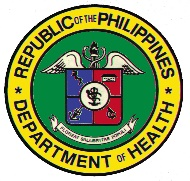 REPUBLIC OF THE PHILIPPINES
DEPARTMENT OF HEALTH